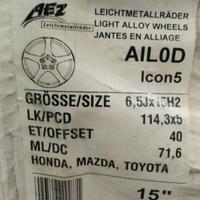 AEZ
Leichtmetallräder
LEICHTMETALLRÄDER
LIGHT ALLOY WHEELS
JANTES EN ALLIAGE
AIL0D
Icon5
GRÖSSE/SIZE 6,5Jx15H2
LK/PCD 114,3x5
ET/OFFSET 40
ML/DC 71,6
HONDA, MAZDA, TOYOTA
15"